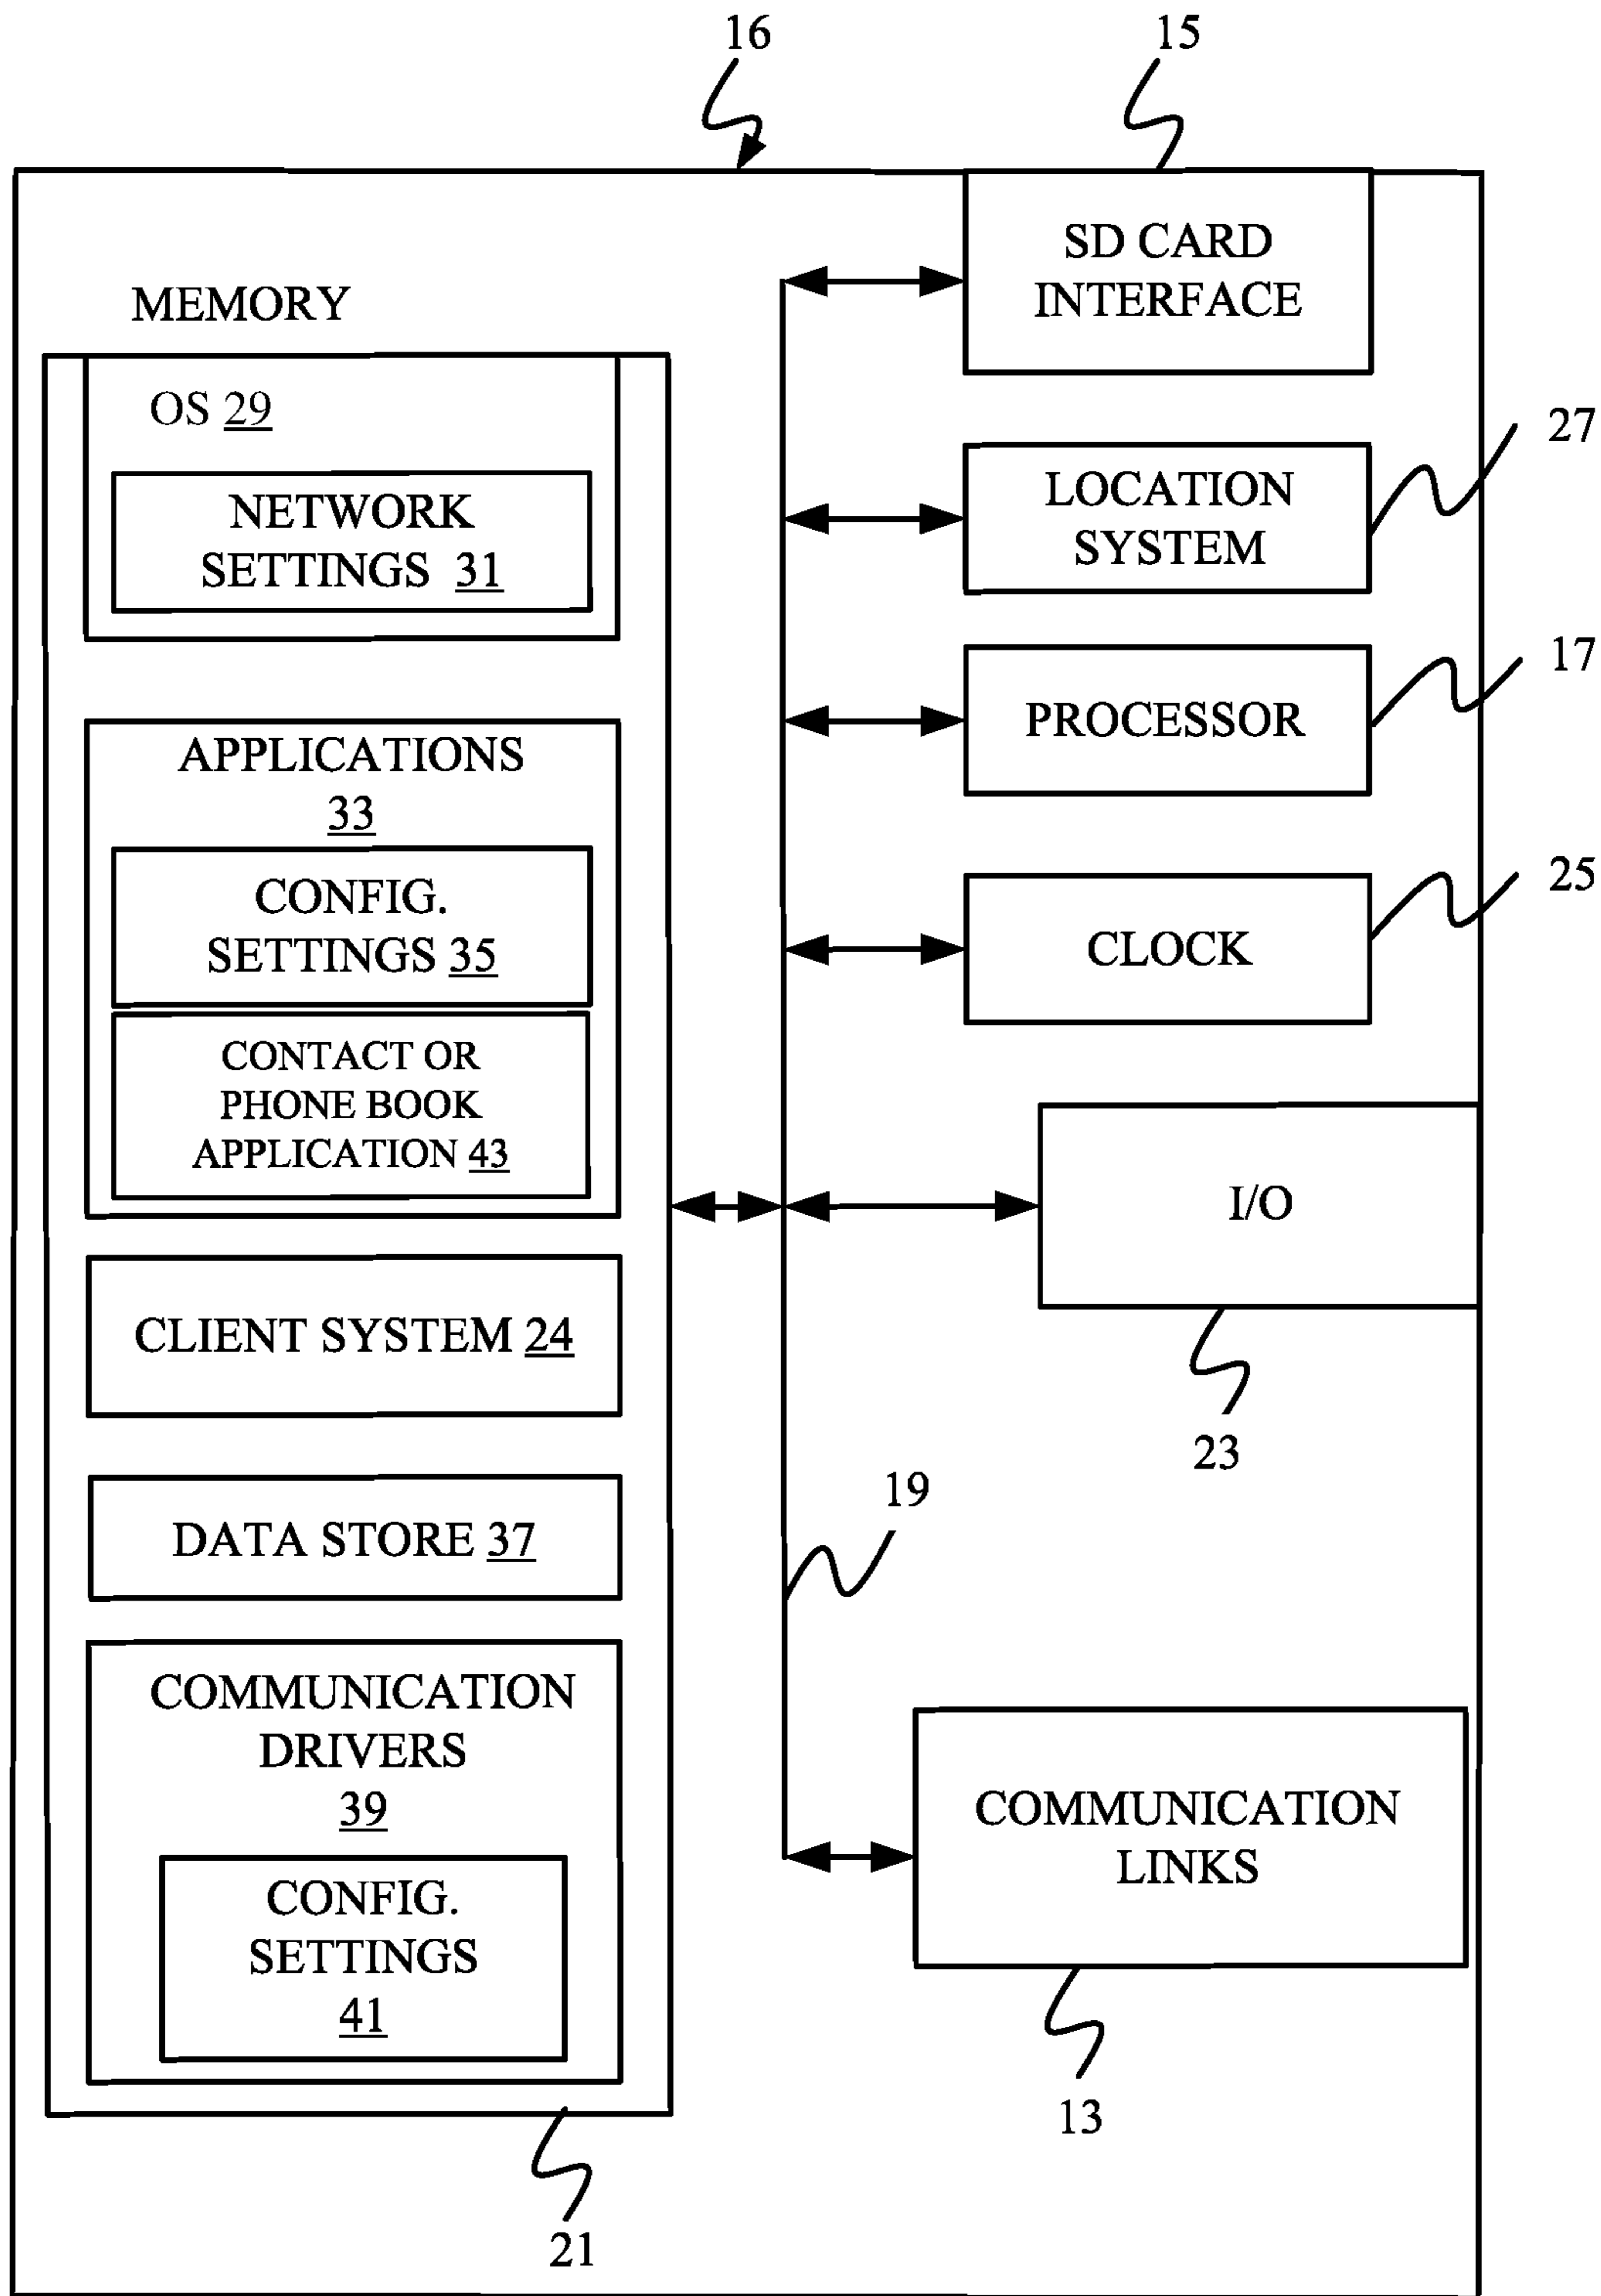 16
15
MEMORY
OS 29
NETWORK
SETTINGS 31
APPLICATIONS
33
CONFIG.
SETTINGS 35
CONTACT OR
PHONE BOOK
APPLICATION 43
CLIENT SYSTEM 24
DATA STORE 37
COMMUNICATION
DRIVERS
39
CONFIG.
SETTINGS
41
21
SD CARD
INTERFACE
27
LOCATION
SYSTEM
17
PROCESSOR
25
CLOCK
I/O
23
19
COMMUNICATION
LINKS
13